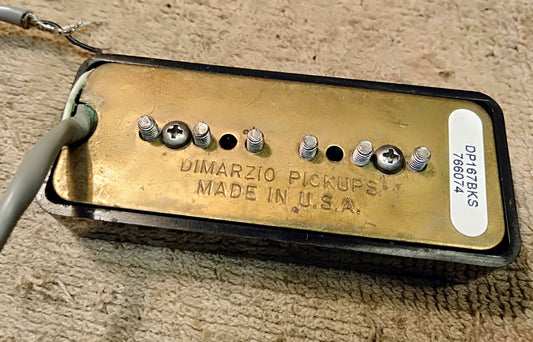 DIMARZIO PICKUPS
MADE IN U.S.A.
DP167BKS
766074